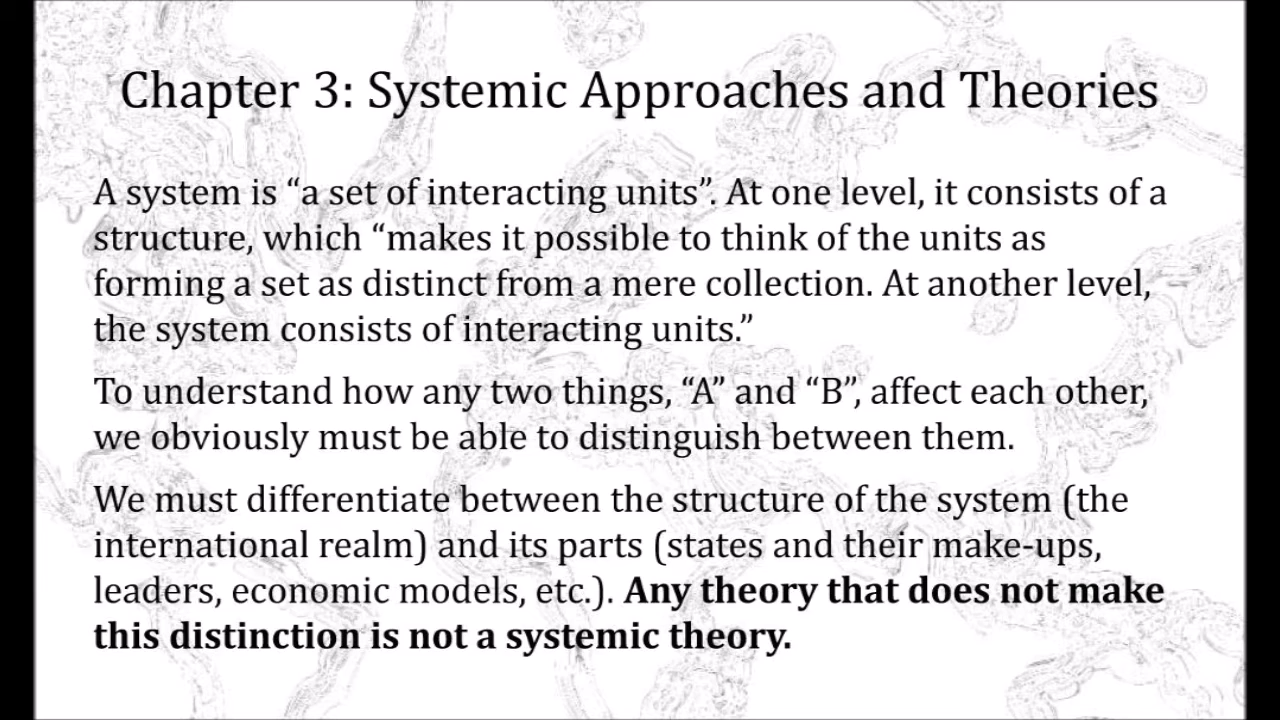 Chapter 3: Systemic Approaches and Theories
A system is “a set of interacting units”. At one level, it consists of a
structure, which “makes it possible to think of the units as
forming a set as distinct from a mere collection. At another level,
the system consists of interacting units.”
To understand how any two things, “A” and “B”, affect each other,
we obviously must be able to distinguish between them.
We must differentiate between the structure of the system (the
international realm) and its parts (states and their make-ups,
leaders, economic models, etc.). Any theory that does not make
this distinction is not a systemic theory.